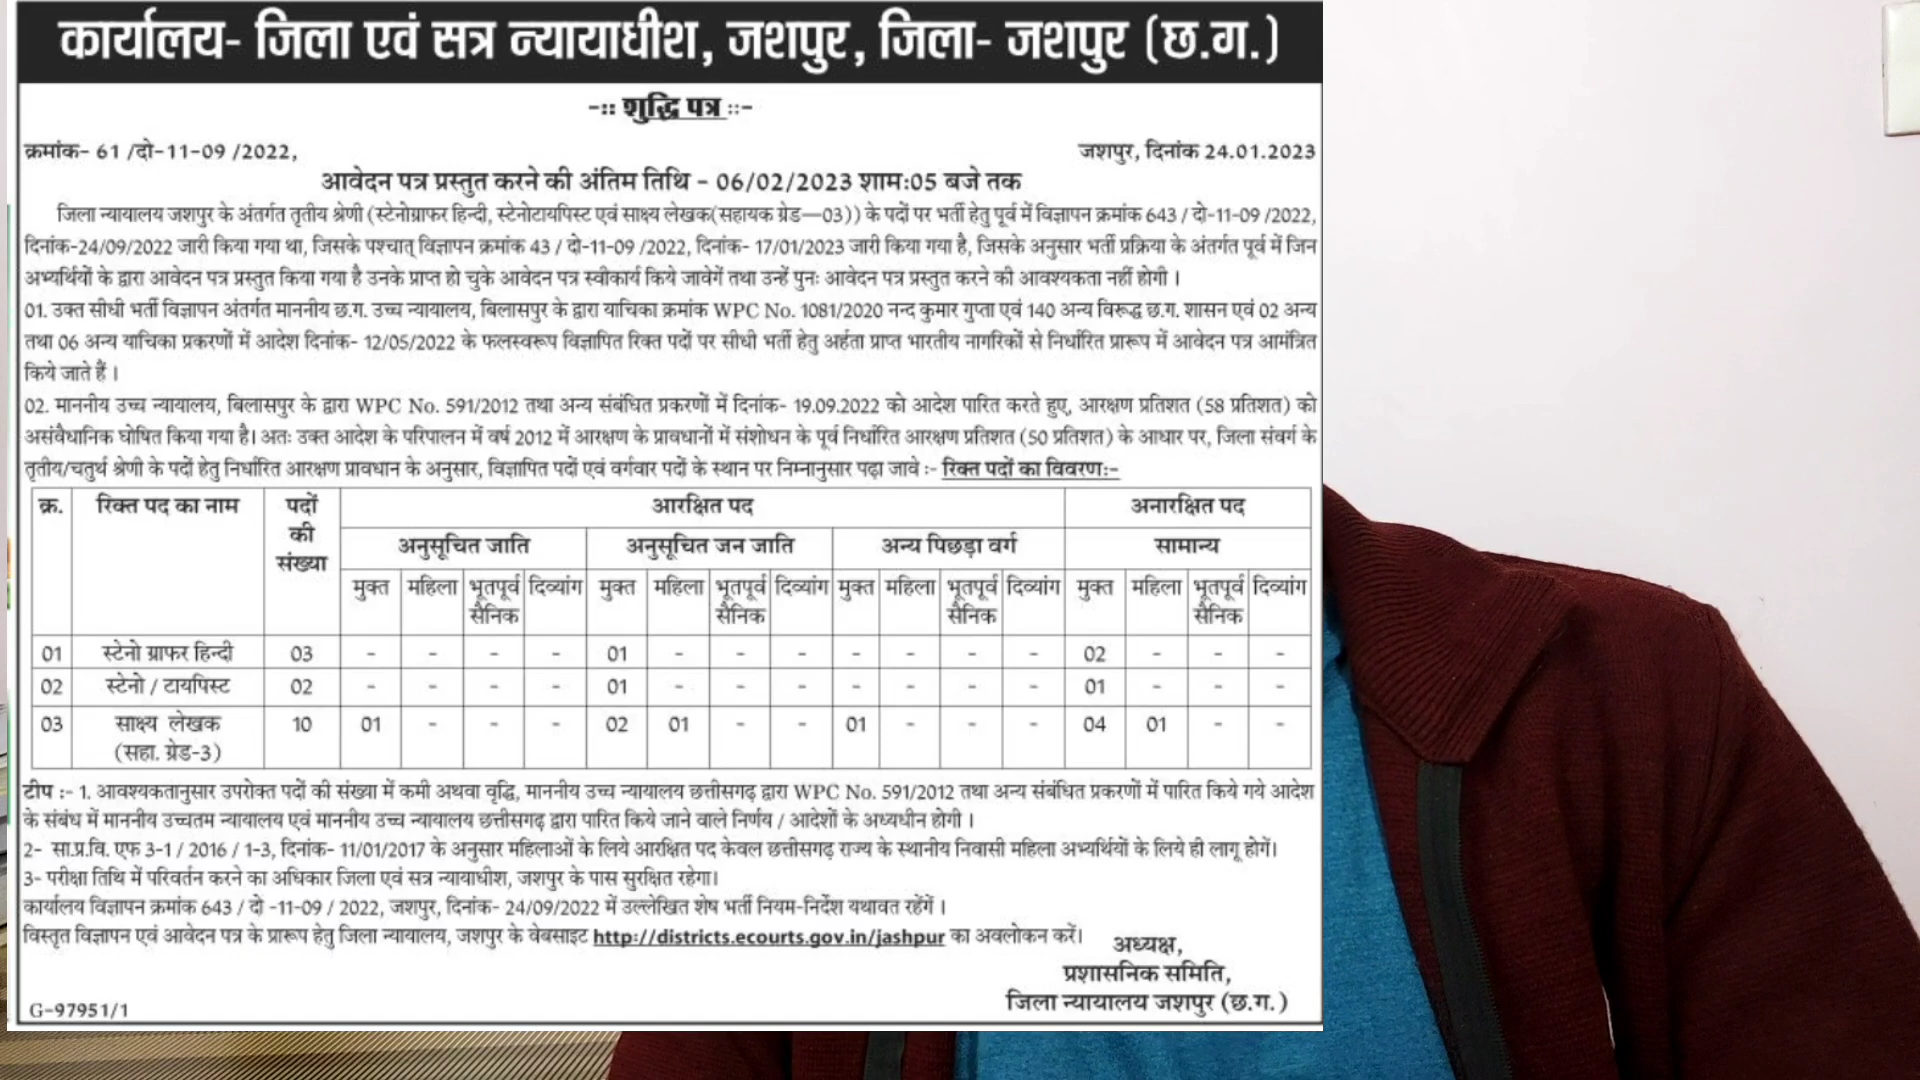 कार्यालय- जिला एवं सत्र न्यायाधीश, जशपुर, जिला- जशपुर (छ.ग.)
-:: शुद्धि पत्र ::-
क्रमांक- 61 /दो-11-09 /2022, जशपुर, दिनांक 24.01.2023
आवेदन पत्र प्रस्तुत करने की अंतिम तिथि - 06/02/2023 शाम:05 बजे तक
जिला न्यायालय जशपुर के अंतर्गत तृतीय श्रेणी (स्टेनोग्राफर हिन्दी, स्टेनोटायपिस्ट एवं साक्ष्य लेखक(सहायक ग्रेड—03)) के पदों पर भर्ती हेतु पूर्व में विज्ञापन क्रमांक 643 / दो-11-09 /2022,
दिनांक-24/09/2022 जारी किया गया था, जिसके पश्चात् विज्ञापन क्रमांक 43 / दो-11-09 /2022, दिनांक- 17/01/2023 जारी किया गया है, जिसके अनुसार भर्ती प्रक्रिया के अंतर्गत पूर्व में जिन
अभ्यर्थियों के द्वारा आवेदन पत्र प्रस्तुत किया गया है उनके प्राप्त हो चुके आवेदन पत्र स्वीकार्य किये जावेगें तथा उन्हें पुनः आवेदन पत्र प्रस्तुत करने की आवश्यकता नहीं होगी ।
01. उक्त सीधी भर्ती विज्ञापन अंतर्गत माननीय छ.ग. उच्च न्यायालय, बिलासपुर के द्वारा याचिका क्रमांक WPC No. 1081/2020 नन्द कुमार गुप्ता एवं 140 अन्य विरूद्ध छ.ग. शासन एवं 02 अन्य
तथा 06 अन्य याचिका प्रकरणों में आदेश दिनांक- 12/05/2022 के फलस्वरूप विज्ञापित रिक्त पदों पर सीधी भर्ती हेतु अर्हता प्राप्त भारतीय नागरिकों से निर्धारित प्रारूप में आवेदन पत्र आमंत्रित
किये जाते हैं ।
02. माननीय उच्च न्यायालय, बिलासपुर के द्वारा WPC No. 591/2012 तथा अन्य संबंधित प्रकरणों में दिनांक- 19.09.2022 को आदेश पारित करते हुए, आरक्षण प्रतिशत (58 प्रतिशत) को
असंवैधानिक घोषित किया गया है। अतः उक्त आदेश के परिपालन में वर्ष 2012 में आरक्षण के प्रावधानों में संशोधन के पूर्व निर्धारित आरक्षण प्रतिशत (50 प्रतिशत) के आधार पर, जिला संवर्ग के
तृतीय/चतुर्थ श्रेणी के पदों हेतु निर्धारित आरक्षण प्रावधान के अनुसार, विज्ञापित पदों एवं वर्गवार पदों के स्थान पर निम्नानुसार पढ़ा जावे :- रिक्त पदों का विवरण:-
क्र. रिक्त पद का नाम पदों की संख्या आरक्षित पद अनारक्षित पद
अनुसूचित जाति अनुसूचित जन जाति अन्य पिछड़ा वर्ग सामान्य
मुक्त महिला भूतपूर्व सैनिक दिव्यांग मुक्त महिला भूतपूर्व सैनिक दिव्यांग मुक्त महिला भूतपूर्व सैनिक दिव्यांग मुक्त महिला भूतपूर्व सैनिक दिव्यांग
01 स्टेनो ग्राफर हिन्दी 03 - - - - 01 - - - - - - - 02 - - -
02 स्टेनो / टायपिस्ट 02 - - - - 01 - - - - - - - 01 - - -
03 साक्ष्य लेखक (सहा. ग्रेड-3) 10 01 - - - 02 01 - - 01 - - - 04 01 - -
टीप :- 1. आवश्यकतानुसार उपरोक्त पदों की संख्या में कमी अथवा वृद्धि, माननीय उच्च न्यायालय छत्तीसगढ़ द्वारा WPC No. 591/2012 तथा अन्य संबंधित प्रकरणों में पारित किये गये आदेश
के संबंध में माननीय उच्चतम न्यायालय एवं माननीय उच्च न्यायालय छत्तीसगढ़ द्वारा पारित किये जाने वाले निर्णय / आदेशों के अध्यधीन होगी ।
2- सा.प्र.वि. एफ 3-1 / 2016 / 1-3, दिनांक- 11/01/2017 के अनुसार महिलाओं के लिये आरक्षित पद केवल छत्तीसगढ़ राज्य के स्थानीय निवासी महिला अभ्यर्थियों के लिये ही लागू होगें।
3- परीक्षा तिथि में परिवर्तन करने का अधिकार जिला एवं सत्र न्यायाधीश, जशपुर के पास सुरक्षित रहेगा।
कार्यालय विज्ञापन क्रमांक 643 / दो -11-09 / 2022, जशपुर, दिनांक- 24/09/2022 में उल्लेखित शेष भर्ती नियम-निर्देश यथावत रहेंगें ।
विस्तृत विज्ञापन एवं आवेदन पत्र के प्रारूप हेतु जिला न्यायालय, जशपुर के वेबसाइट http://districts.ecourts.gov.in/jashpur का अवलोकन करें।
अध्यक्ष,
प्रशासनिक समिति,
जिला न्यायालय जशपुर (छ.ग.)
G-97951/1